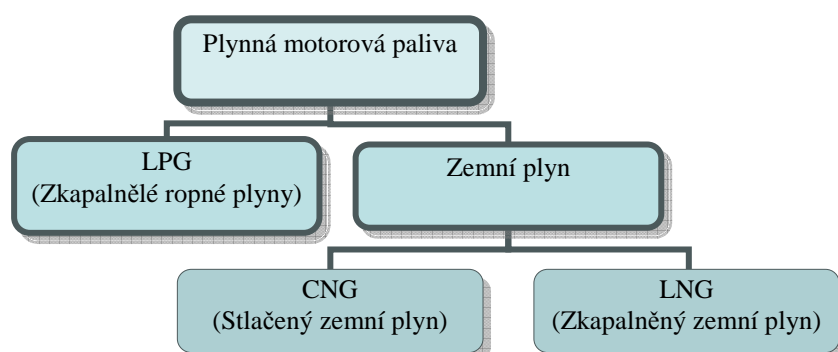 Plynná motorová paliva
LPG
(Zkapalnělé ropné plyny)
Zemní plyn
CNG
(Stlačený zemní plyn)
LNG
(Zkapalněný zemní plyn)